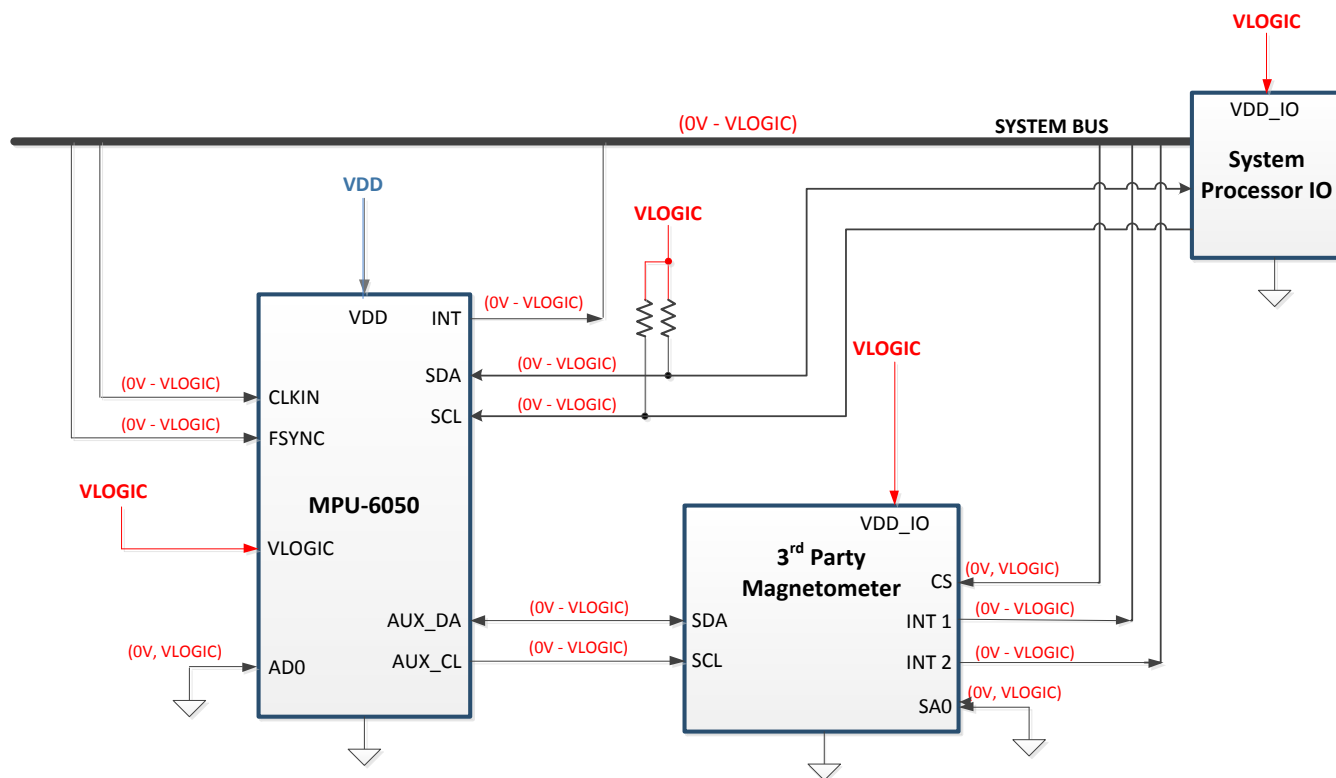 VLOGIC
VDD_IO
System
Processor IO
(0V - VLOGIC)
SYSTEM BUS
VDD
VLOGIC
VDD
INT
(0V - VLOGIC)
SDA
(0V - VLOGIC)
SCL
(0V - VLOGIC)
(0V - VLOGIC)
CLKIN
(0V - VLOGIC)
FSYNC
MPU-6050
VLOGIC
VLOGIC
AUX_DA
(0V - VLOGIC)
AUX_CL
(0V - VLOGIC)
(0V, VLOGIC)
AD0
VLOGIC
VDD_IO
3rd Party
Magnetometer
CS
(0V, VLOGIC)
SDA
INT 1
(0V - VLOGIC)
SCL
INT 2
(0V - VLOGIC)
SA0
(0V, VLOGIC)